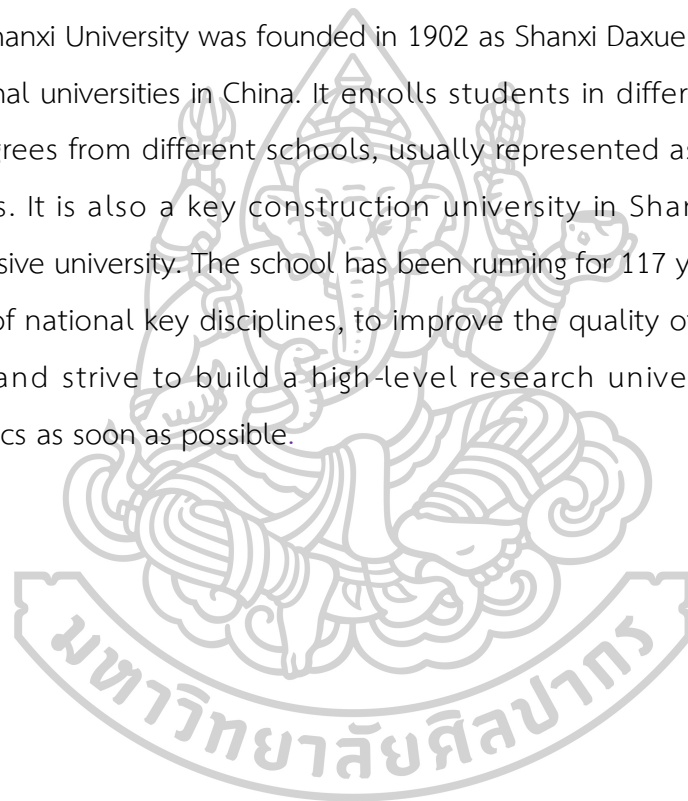 hanxi University was founded in 1902 as Shanxi Daxue
nal universities in China. It enrolls students in differ
grees from different schools, usually represented as
s. It is also a key construction university in Shan
sive university. The school has been running for 117 y
of national key disciplines, to improve the quality of
and strive to build a high-level research unive
cs as soon as possible.
มหาวิทยาลัยศิลปากร